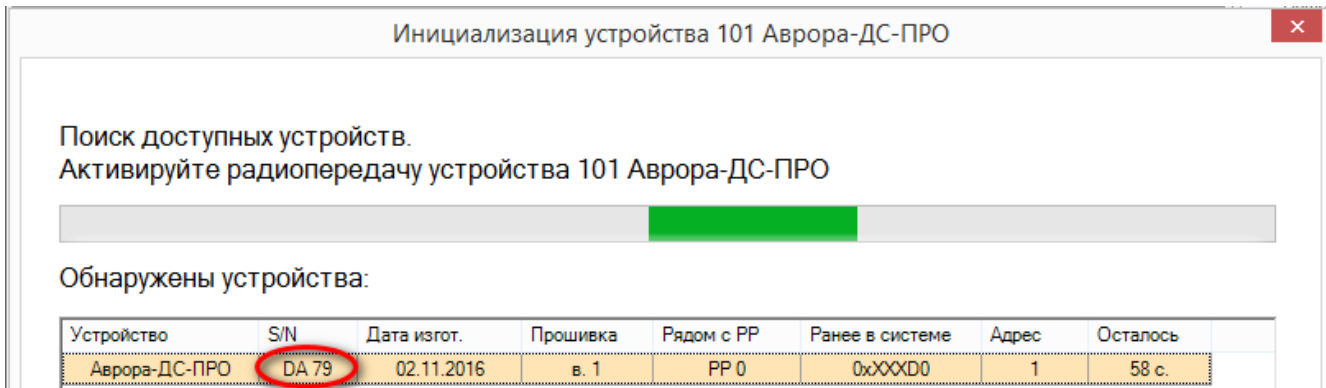 Инициализация устройства 101 Аврора-ДС-ПРО
Поиск доступных устройств.
Активируйте радиопередачу устройства 101 Аврора-ДС-ПРО
Обнаружены устройства:
Устройство S/N Дата изгот. Прошивка Рядом с РР Ранее в системе Адрес Осталось
Аврора-ДС-ПРО DA 79 02.11.2016 в. 1 РР 0 0xXXXD0 1 58 с.